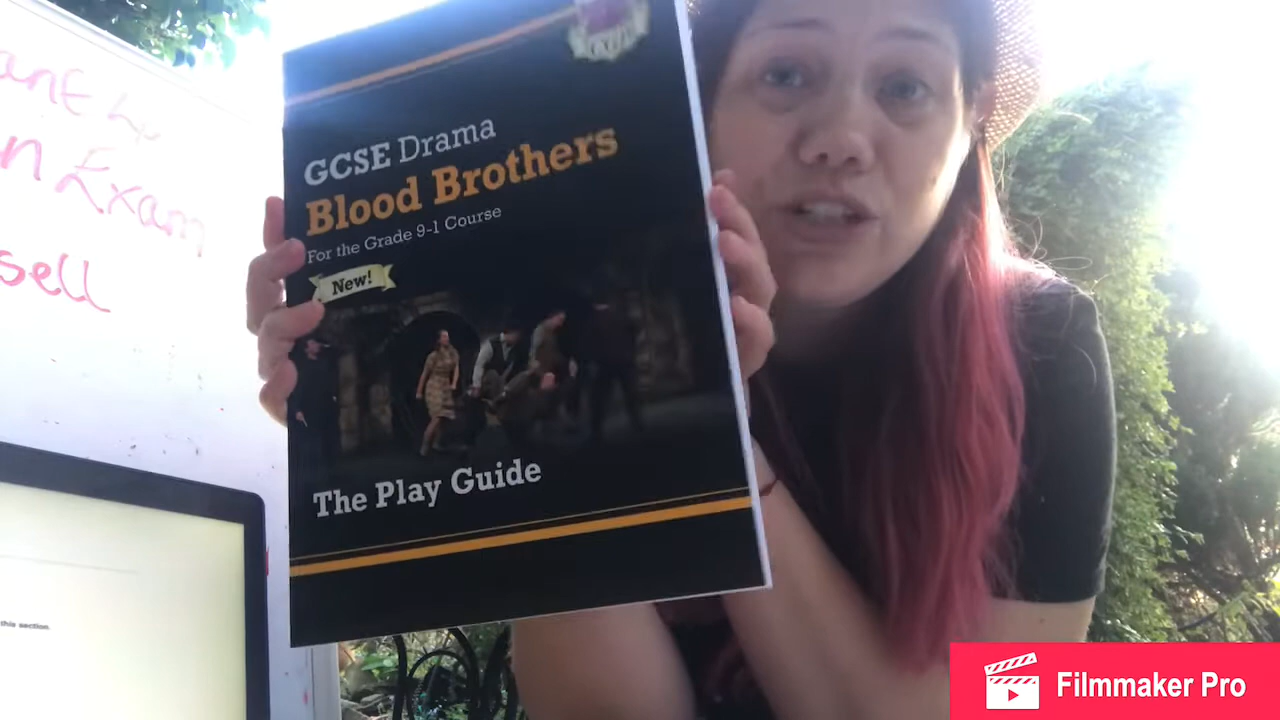 Exam
sell
GCSE Drama
Blood Brothers
For the Grade 9-1 Course
New!
The Play Guide
this section.
Filmmaker Pro